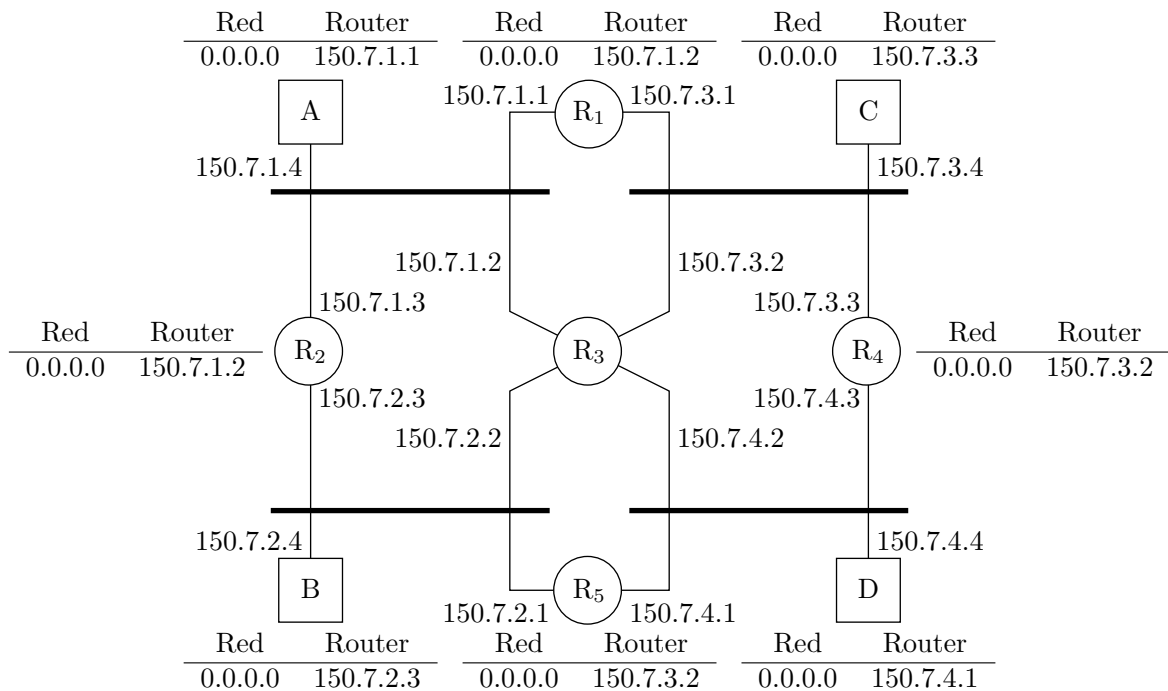 Red Router Red Router Red Router
0.0.0.0 150.7.1.1 0.0.0.0 150.7.1.2 0.0.0.0 150.7.3.3
150.7.1.1 150.7.3.1
A R1 C
150.7.1.4 150.7.3.4
150.7.1.2 150.7.3.2
150.7.1.3 150.7.3.3
Red Router R2 R3 R4 Red Router
0.0.0.0 150.7.1.2 0.0.0.0 150.7.3.2
150.7.2.3 150.7.4.3
150.7.2.2 150.7.4.2
150.7.2.4 150.7.4.4
B R5 D
150.7.2.1 150.7.4.1
Red Router Red Router Red Router
0.0.0.0 150.7.2.3 0.0.0.0 150.7.3.2 0.0.0.0 150.7.4.1